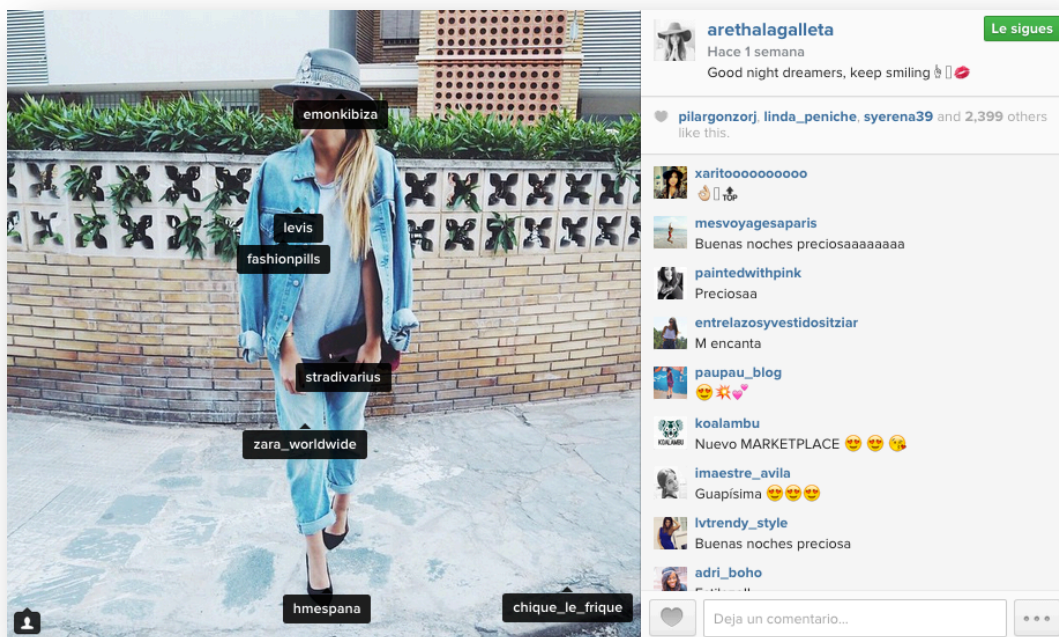 emonkibiza
levis
fashionpills
stradivarius
zara_worldwide
hmespana
chique_le_frique
arethalagalleta
Le sigues
Hace 1 semana
Good night dreamers, keep smiling
pilargonzorj, linda_peniche, syerena39 and 2,399 others
like this.
xaritoooooooooo
TOP
mesvoyagesaparis
Buenas noches preciosaaaaaaaa
paintedwithpink
Preciosaa
entrelazosyvestidositziar
M encanta
paupau_blog
koalambu
KOALAMBU
Nuevo MARKETPLACE
imaestre_avila
Guapísima
lvtrendy_style
Buenas noches preciosa
adri_boho
Deja un comentario...